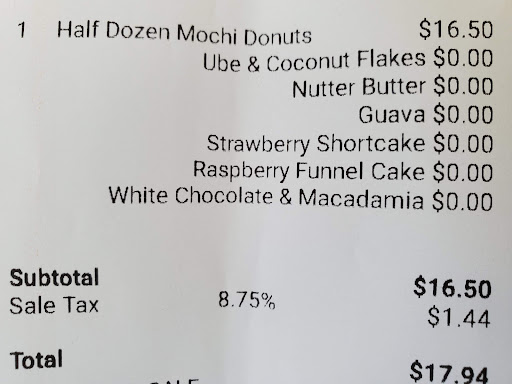 1 Half Dozen Mochi Donuts $16.50
Ube & Coconut Flakes $0.00
Nutter Butter $0.00
Guava $0.00
Strawberry Shortcake $0.00
Raspberry Funnel Cake $0.00
White Chocolate & Macadamia $0.00
Subtotal $16.50
Sale Tax 8.75% $1.44
Total $17.94